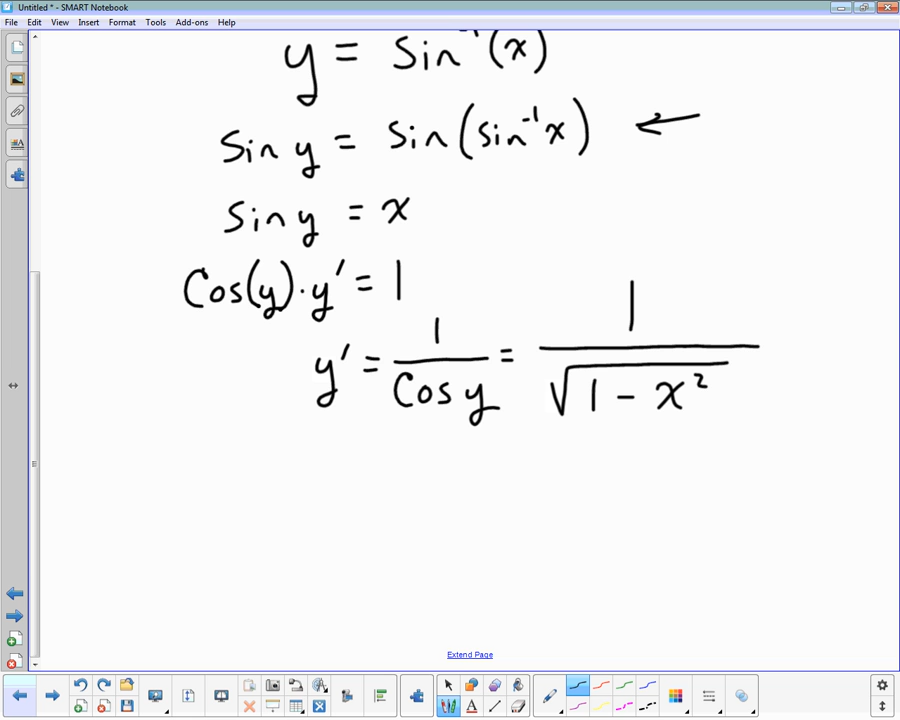 Untitled * - SMART Notebook
File Edit View Insert Format Tools Add-ons Help
y = Sin⁻¹(x)
Sin y = Sin(sin⁻¹x) ←
Sin y = x
Cos(y)·y′ = 1
y′ = 1/Cos y = 1/√(1 - x²)
Extend Page